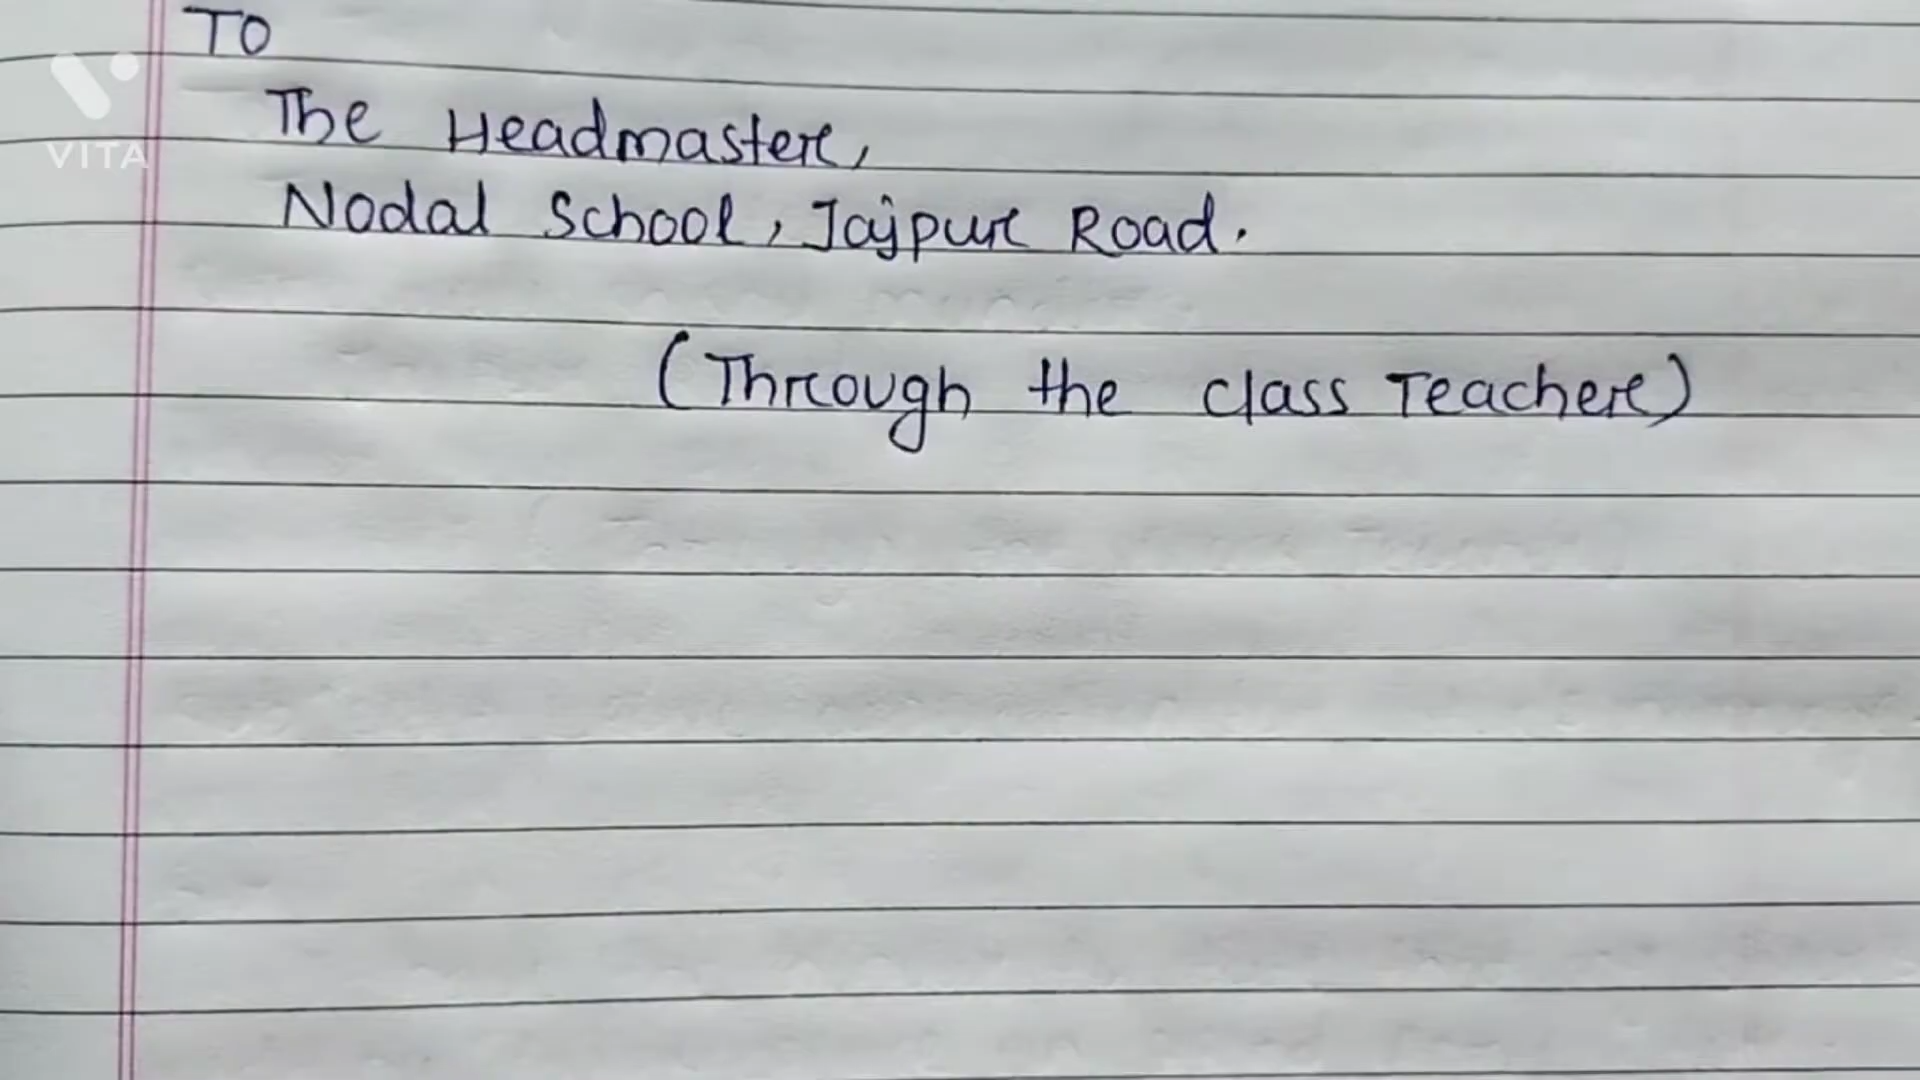 TO
VITA
The Headmaster,
Nodal School, Jajpur Road.
(Through the class Teacher)